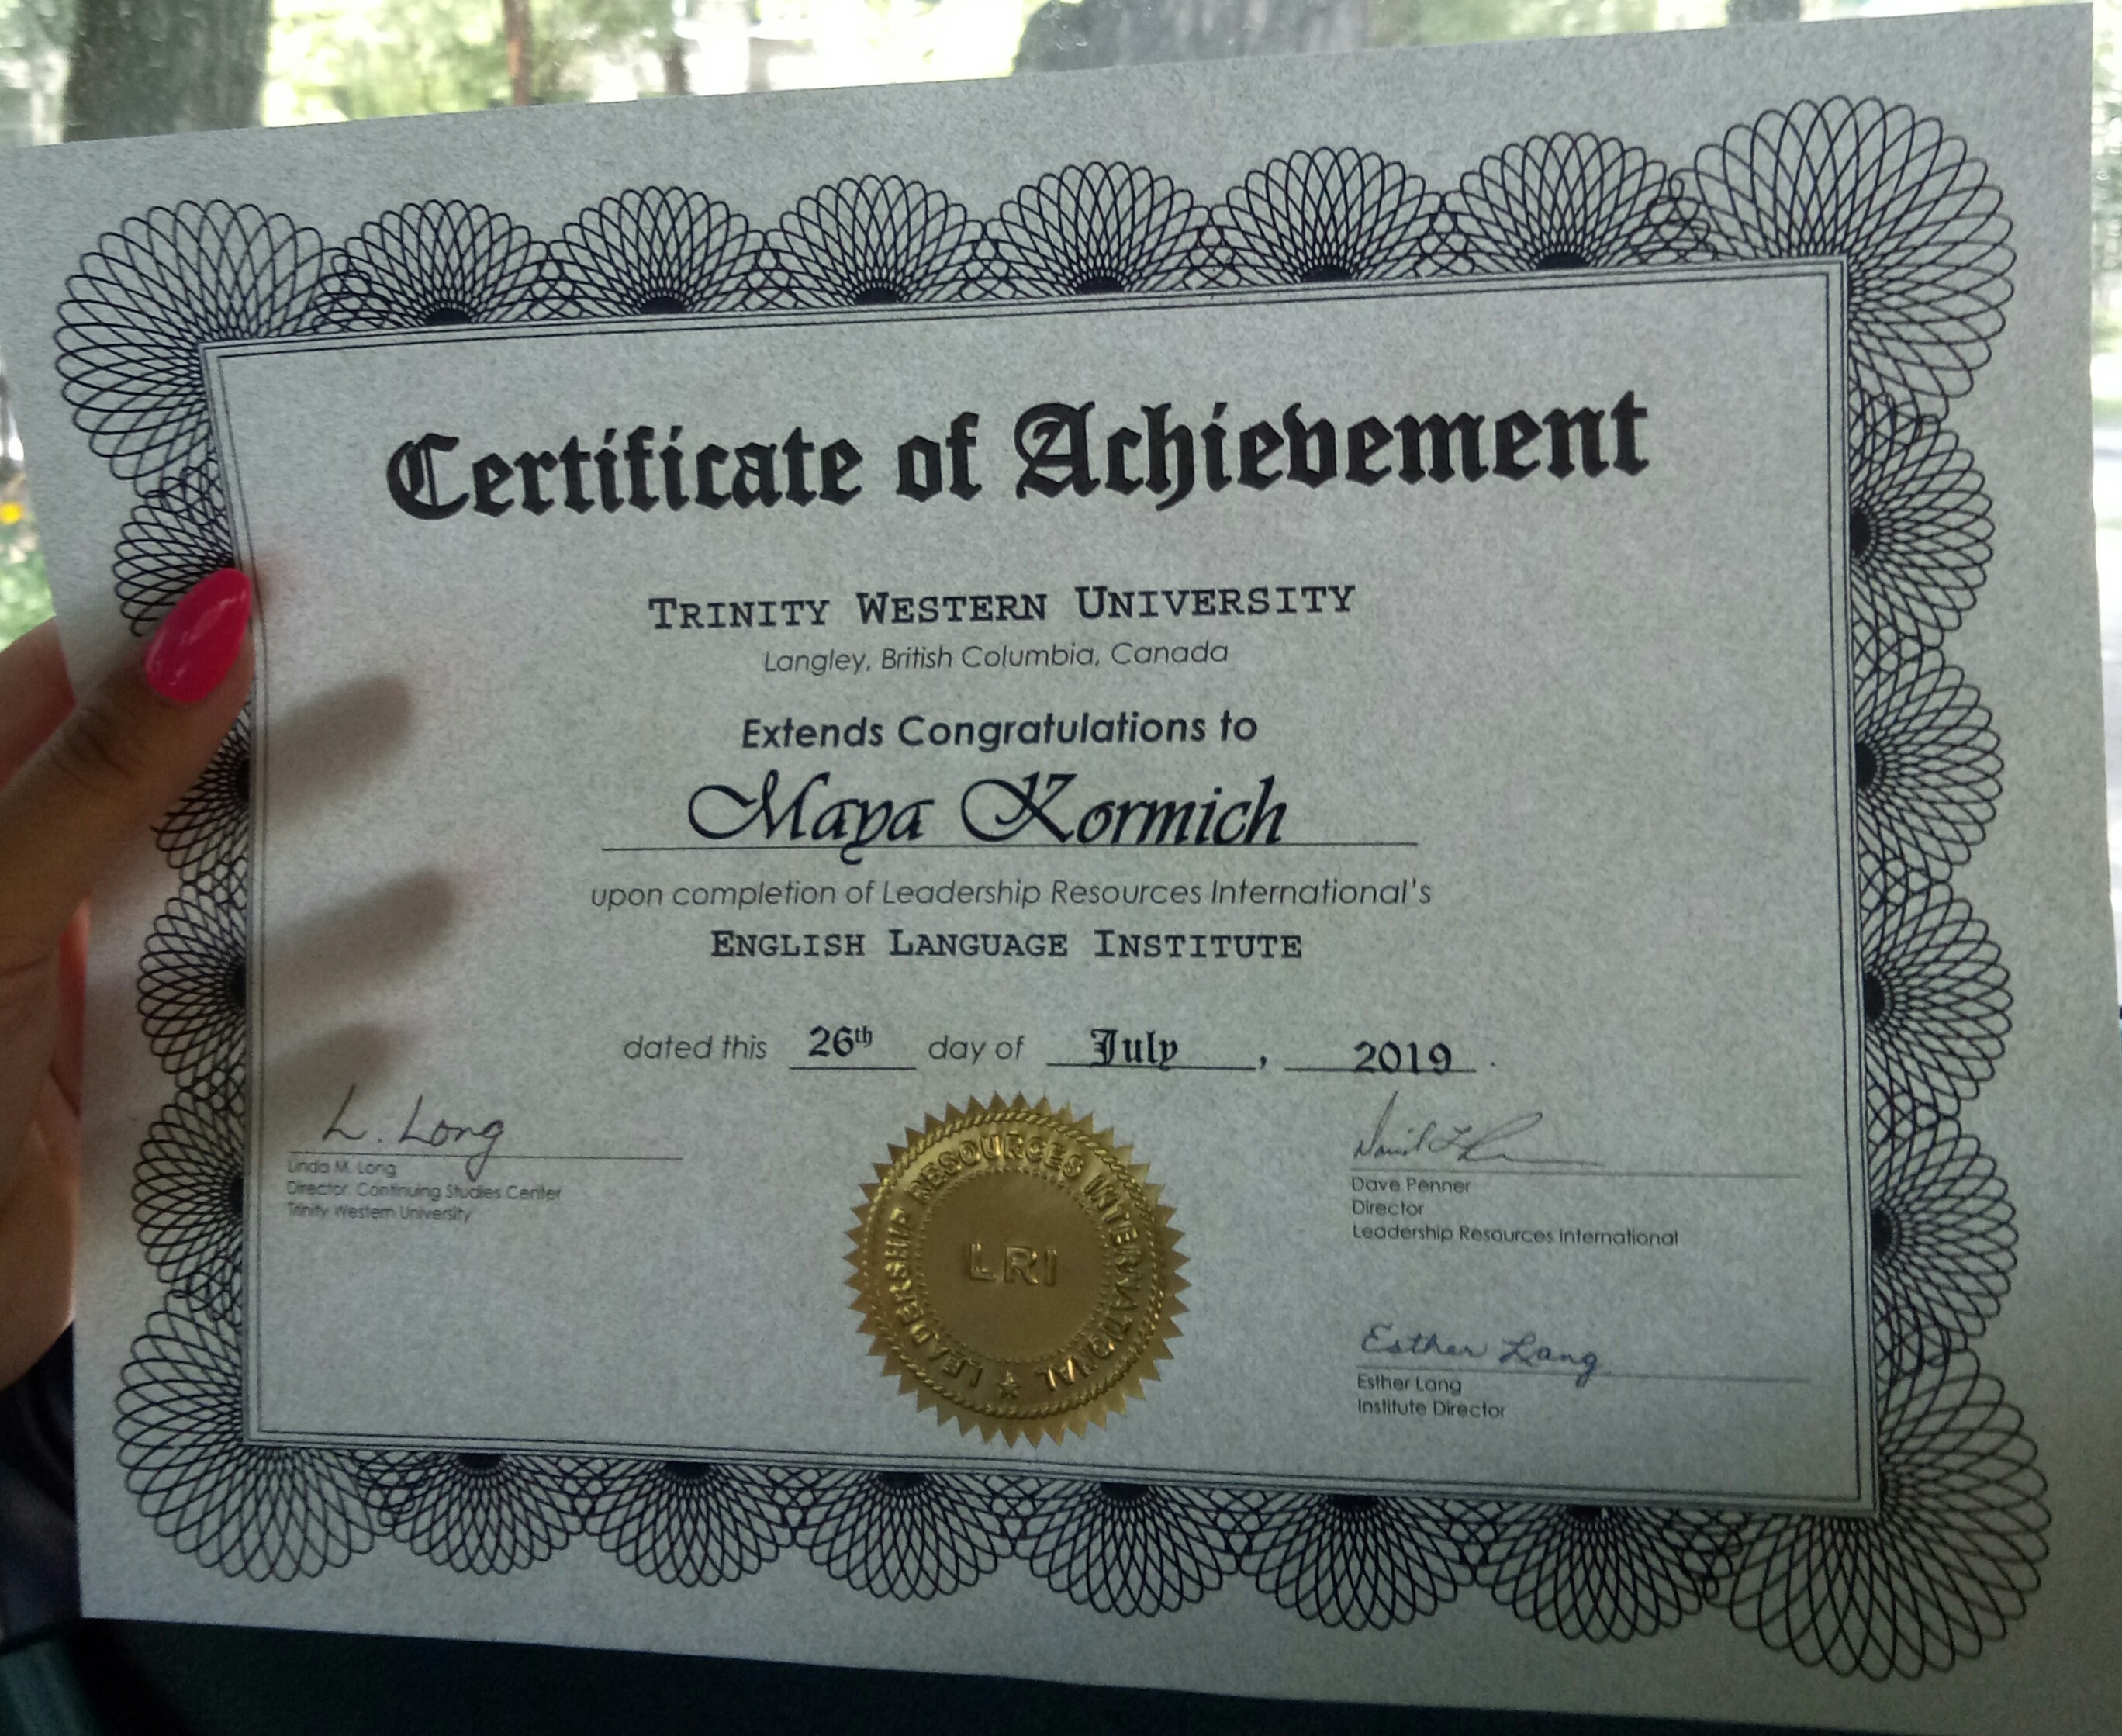 Certificate of Achievement
TRINITY WESTERN UNIVERSITY
Langley, British Columbia, Canada
Extends Congratulations to
Maya Kormich
upon completion of Leadership Resources International's
ENGLISH LANGUAGE INSTITUTE
dated this 26th day of July, 2019.
L. Long
Linda M. Long
Director, Continuing Studies Center
Trinity Western University
LEADERSHIP RESOURCES INTERNATIONAL
LRI
Dave Penner
Director
Leadership Resources International
Esther Lang
Esther Lang
Institute Director